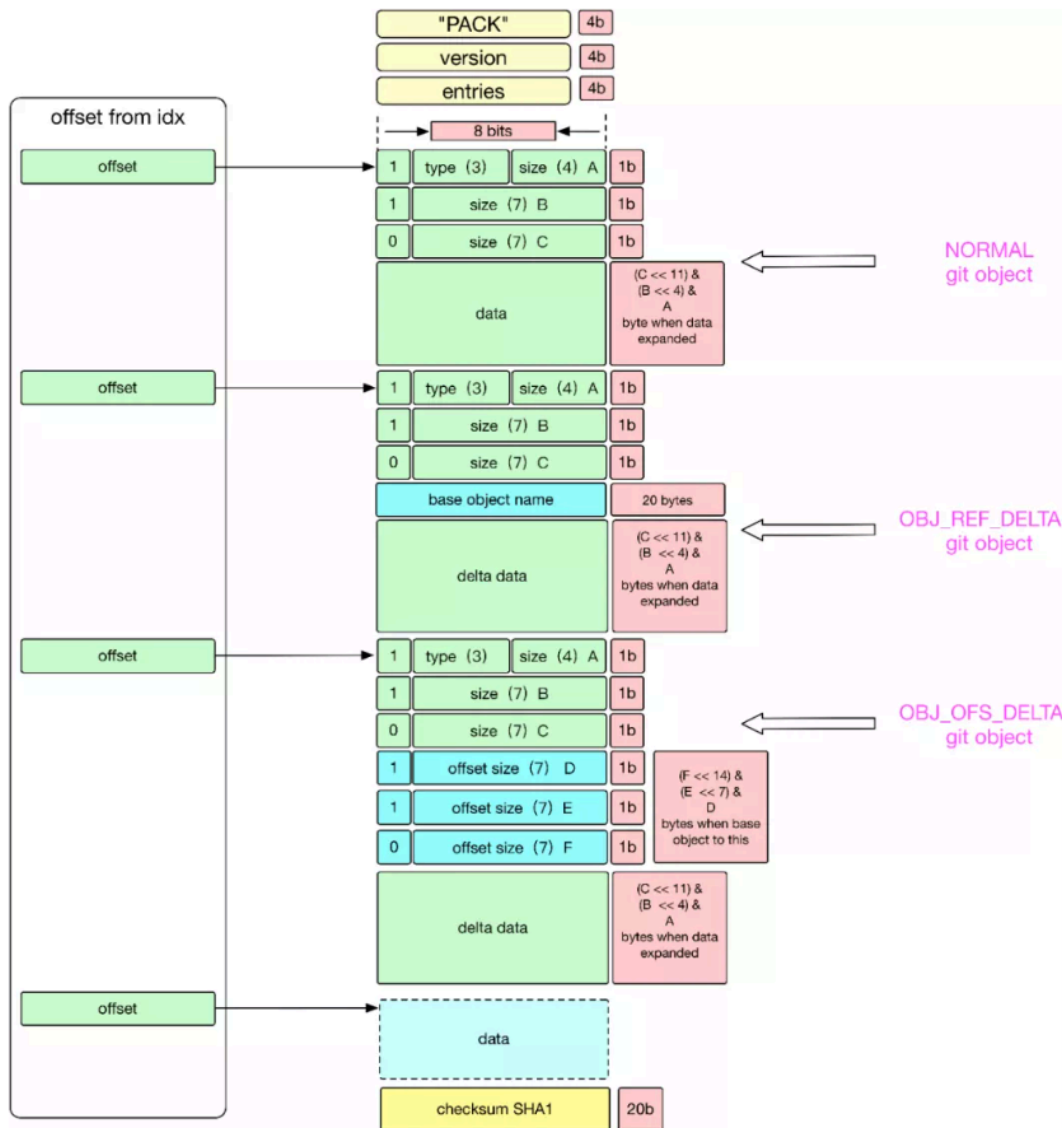 "PACK" 4b
version 4b
entries 4b
offset from idx
8 bits
offset 1 type (3) size (4) A 1b
1 size (7) B 1b
0 size (7) C 1b
NORMAL
git object
data
(C << 11) &
(B << 4) &
A
byte when data
expanded
offset 1 type (3) size (4) A 1b
1 size (7) B 1b
0 size (7) C 1b
base object name 20 bytes
OBJ_REF_DELTA
git object
delta data
(C << 11) &
(B << 4) &
A
bytes when data
expanded
offset 1 type (3) size (4) A 1b
1 size (7) B 1b
0 size (7) C 1b
OBJ_OFS_DELTA
git object
1 offset size (7) D 1b
1 offset size (7) E 1b
0 offset size (7) F 1b
(F << 14) &
(E << 7) &
D
bytes when base
object to this
delta data
(C << 11) &
(B << 4) &
A
bytes when data
expanded
offset
data
checksum SHA1 20b